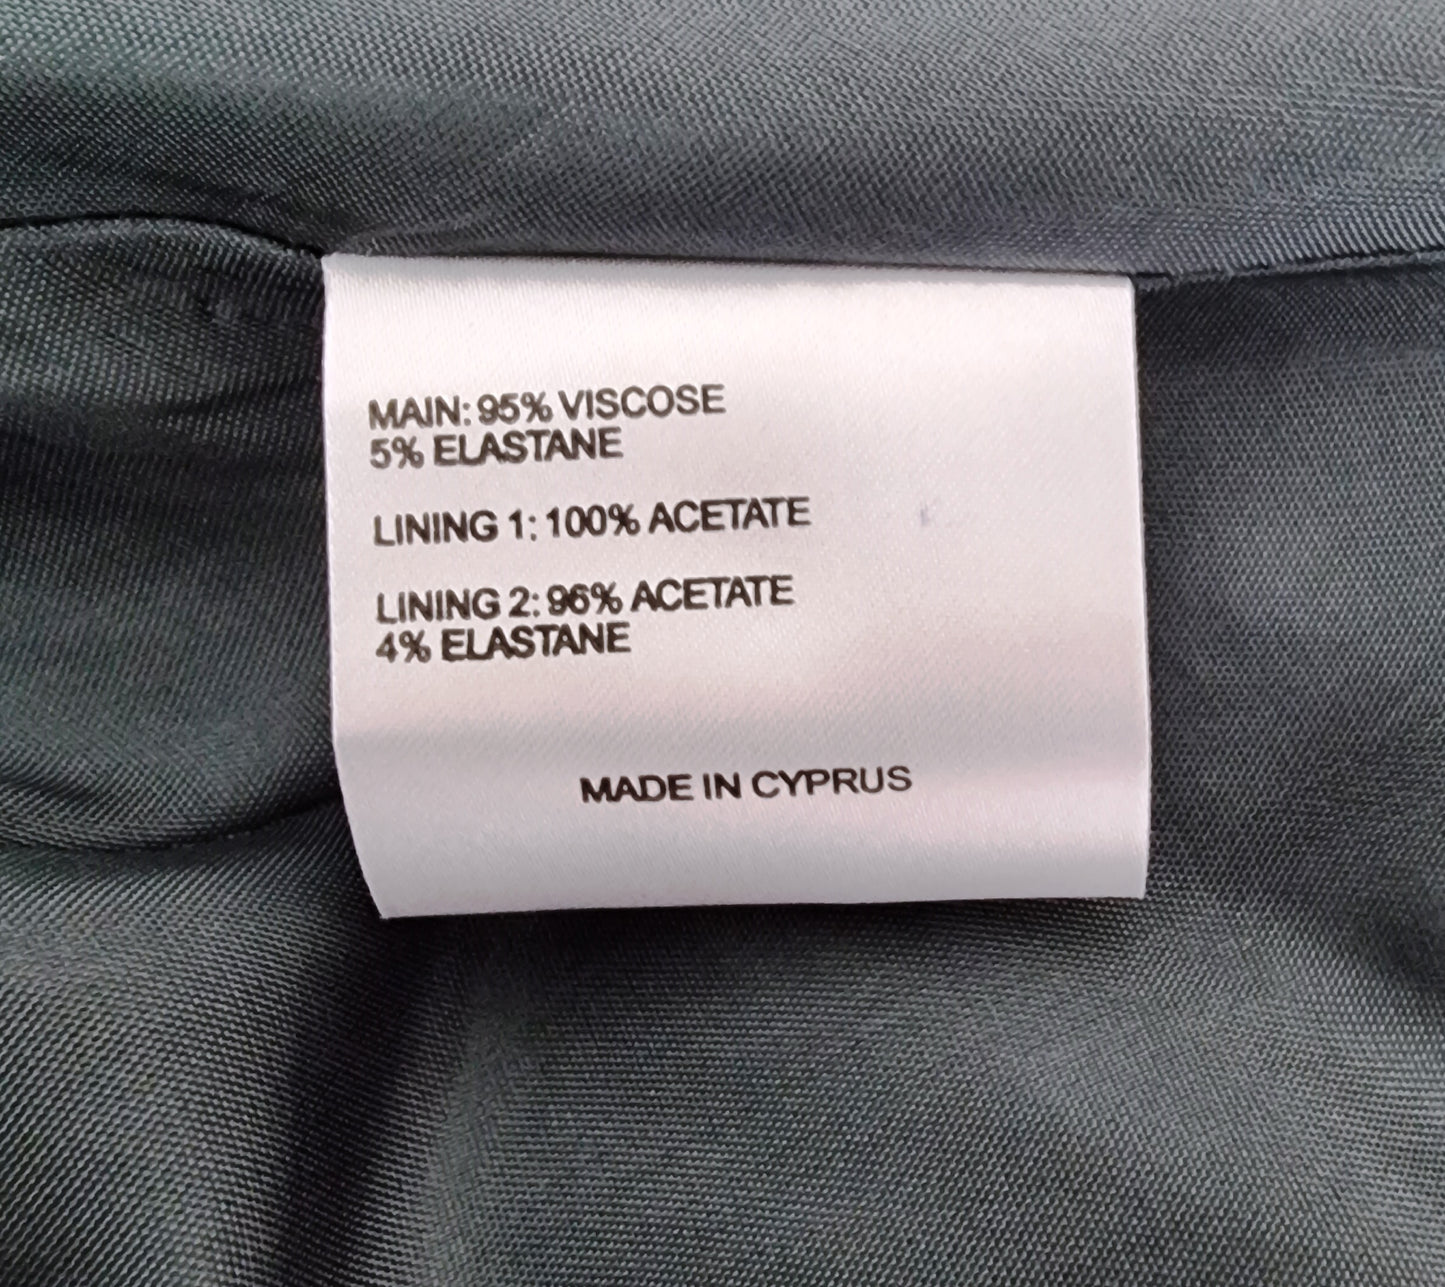 MAIN: 95% VISCOSE
5% ELASTANE
LINING 1: 100% ACETATE
LINING 2: 96% ACETATE
4% ELASTANE
MADE IN CYPRUS